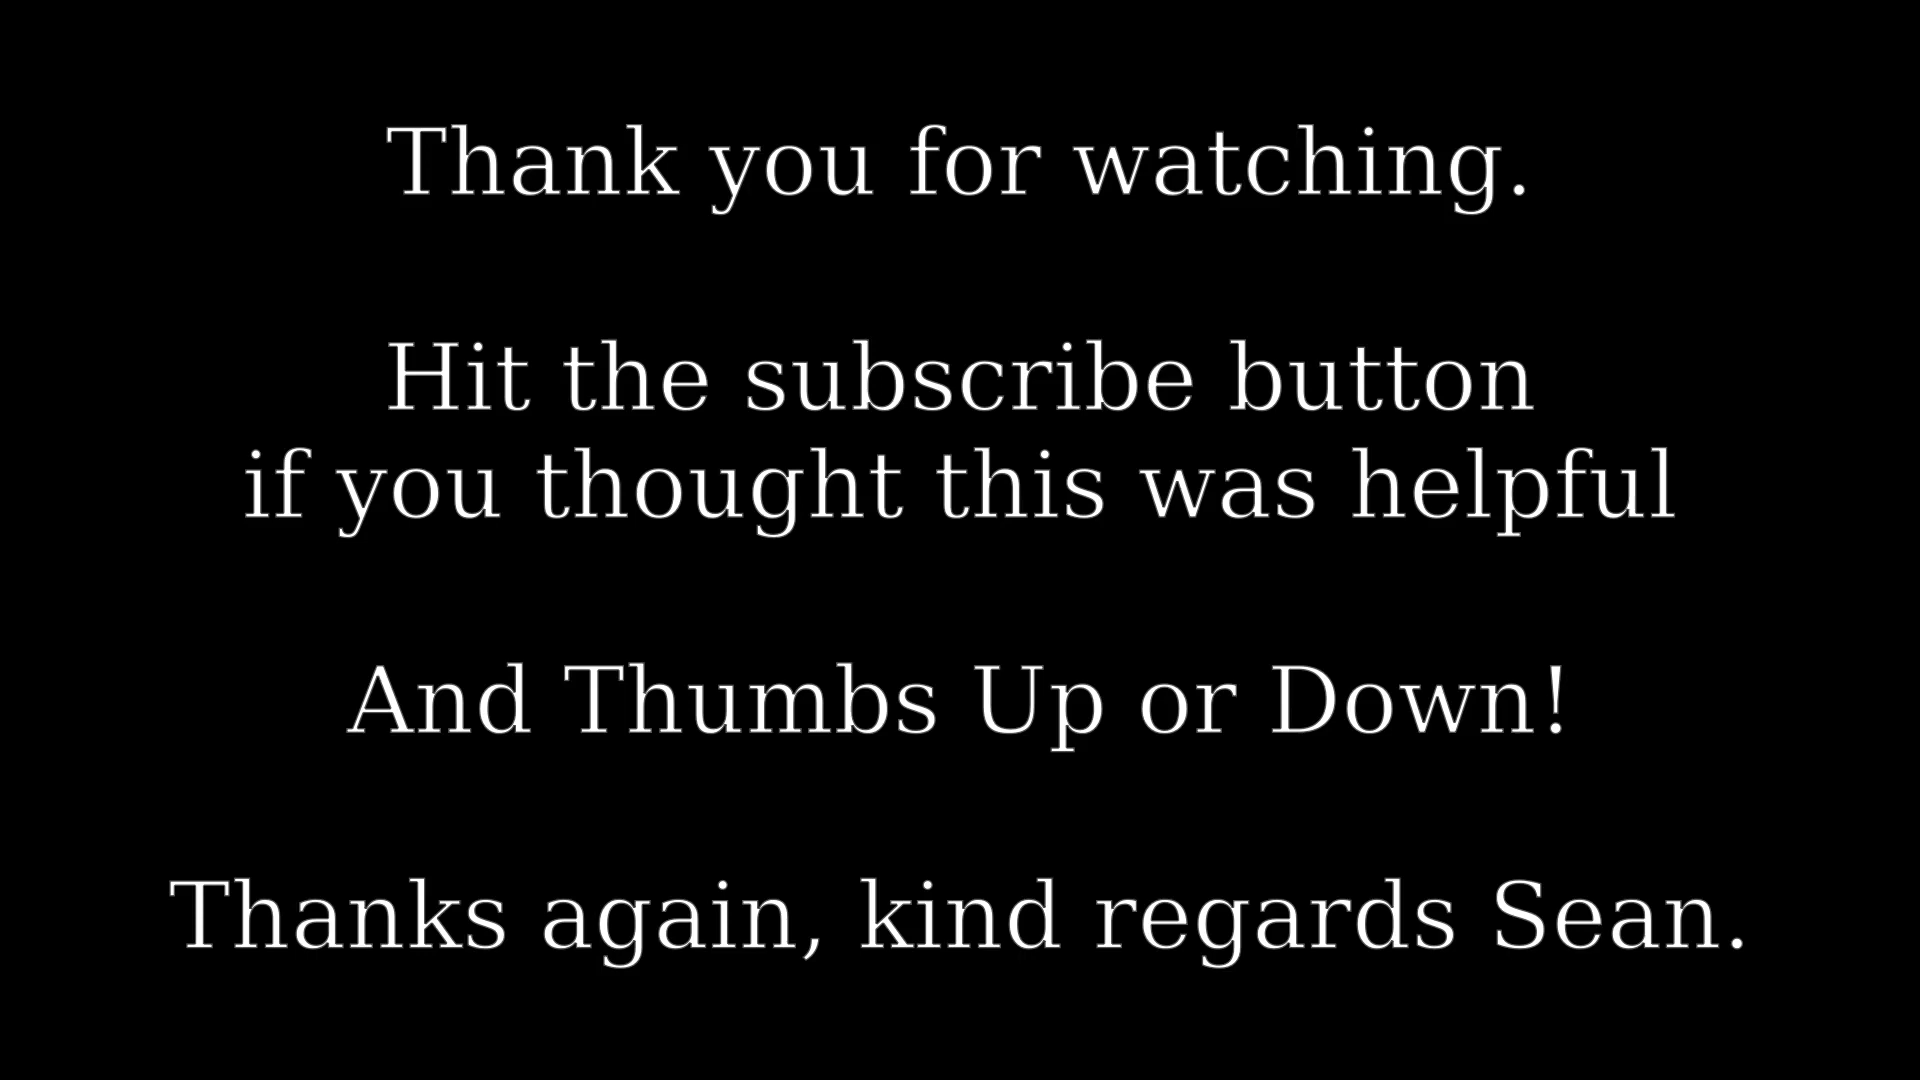 Thank you for watching.
Hit the subscribe button
if you thought this was helpful
And Thumbs Up or Down!
Thanks again, kind regards Sean.